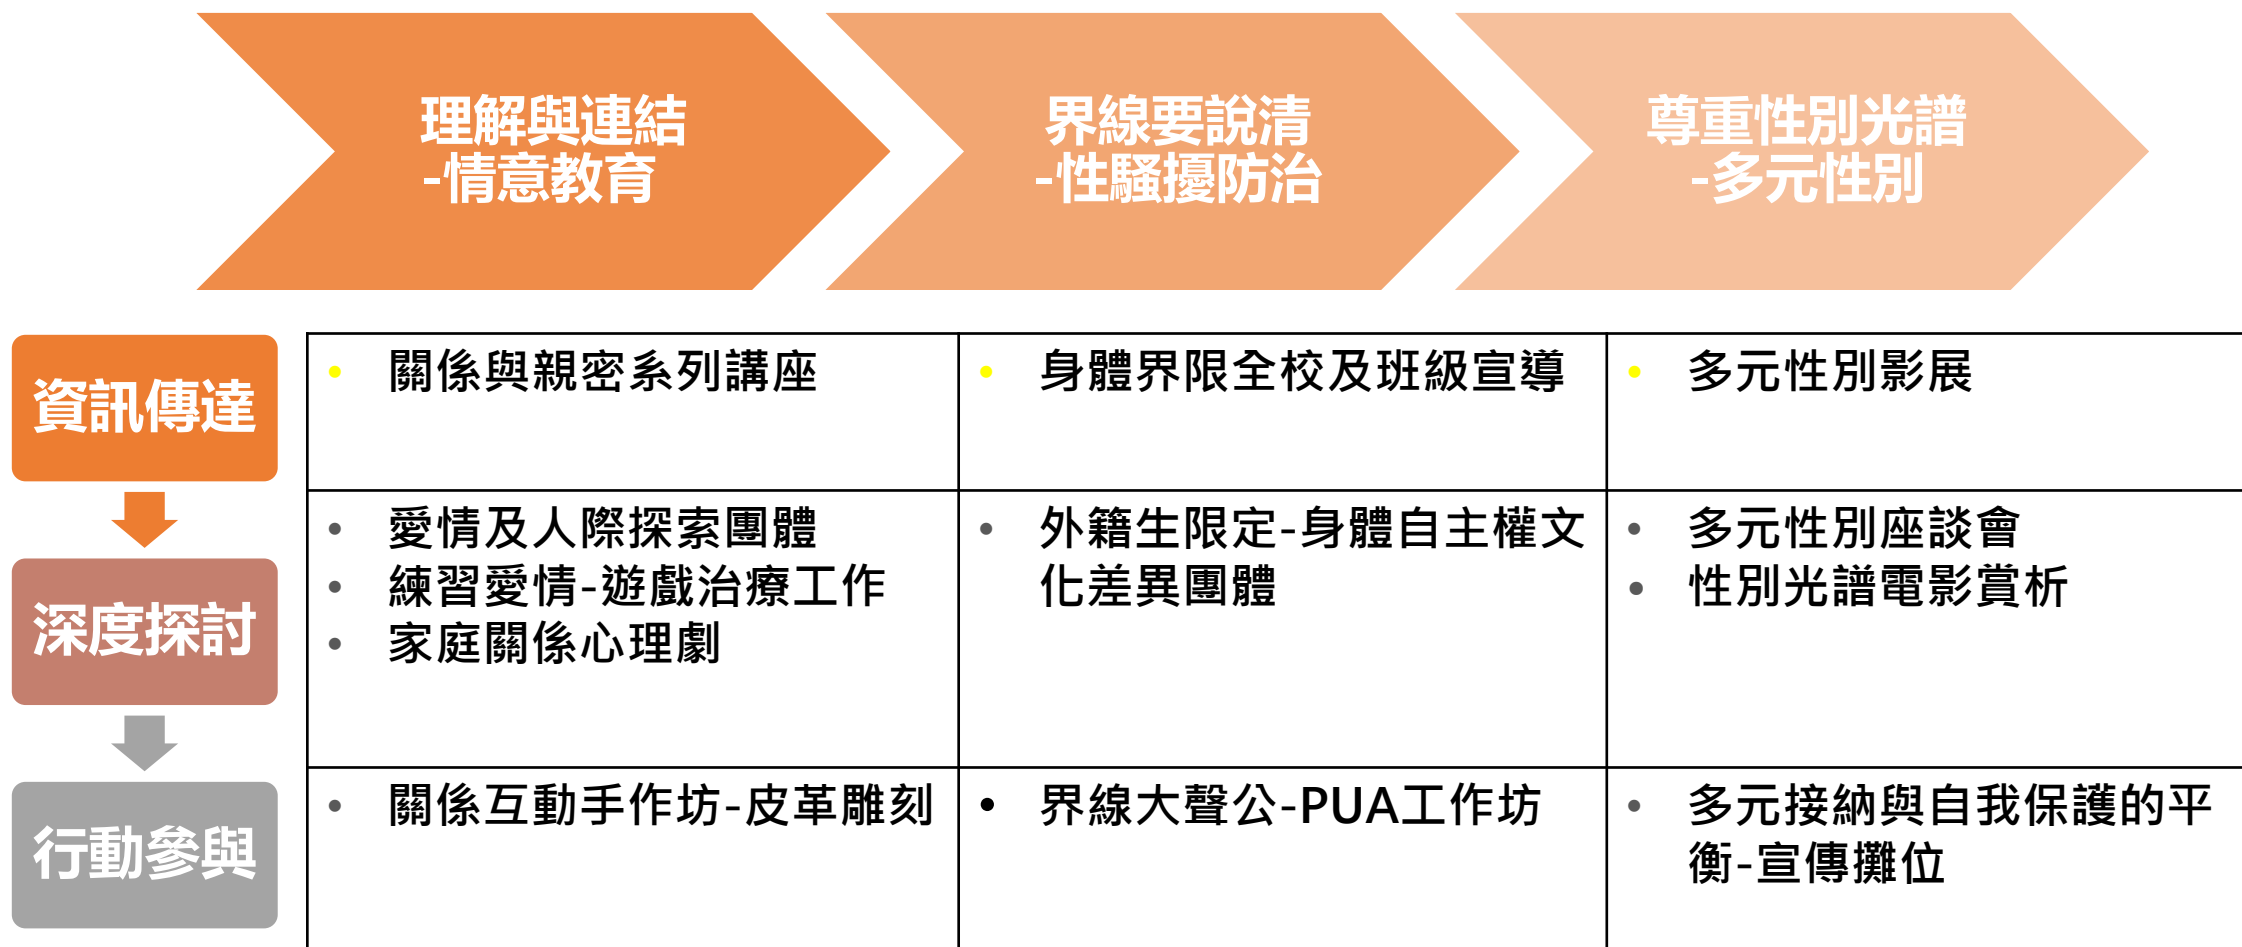 理解與連結
-情意教育
界線要說清
-性騷擾防治
尊重性別光譜
-多元性別
資訊傳達
• 關係與親密系列講座
• 身體界限全校及班級宣導
• 多元性別影展
深度探討
• 愛情及人際探索團體
• 練習愛情-遊戲治療工作
• 家庭關係心理劇
• 外籍生限定-身體自主權文
化差異團體
• 多元性別座談會
• 性別光譜電影賞析
行動參與
• 關係互動手作坊-皮革雕刻
• 界線大聲公-PUA工作坊
• 多元接納與自我保護的平
衡-宣傳攤位